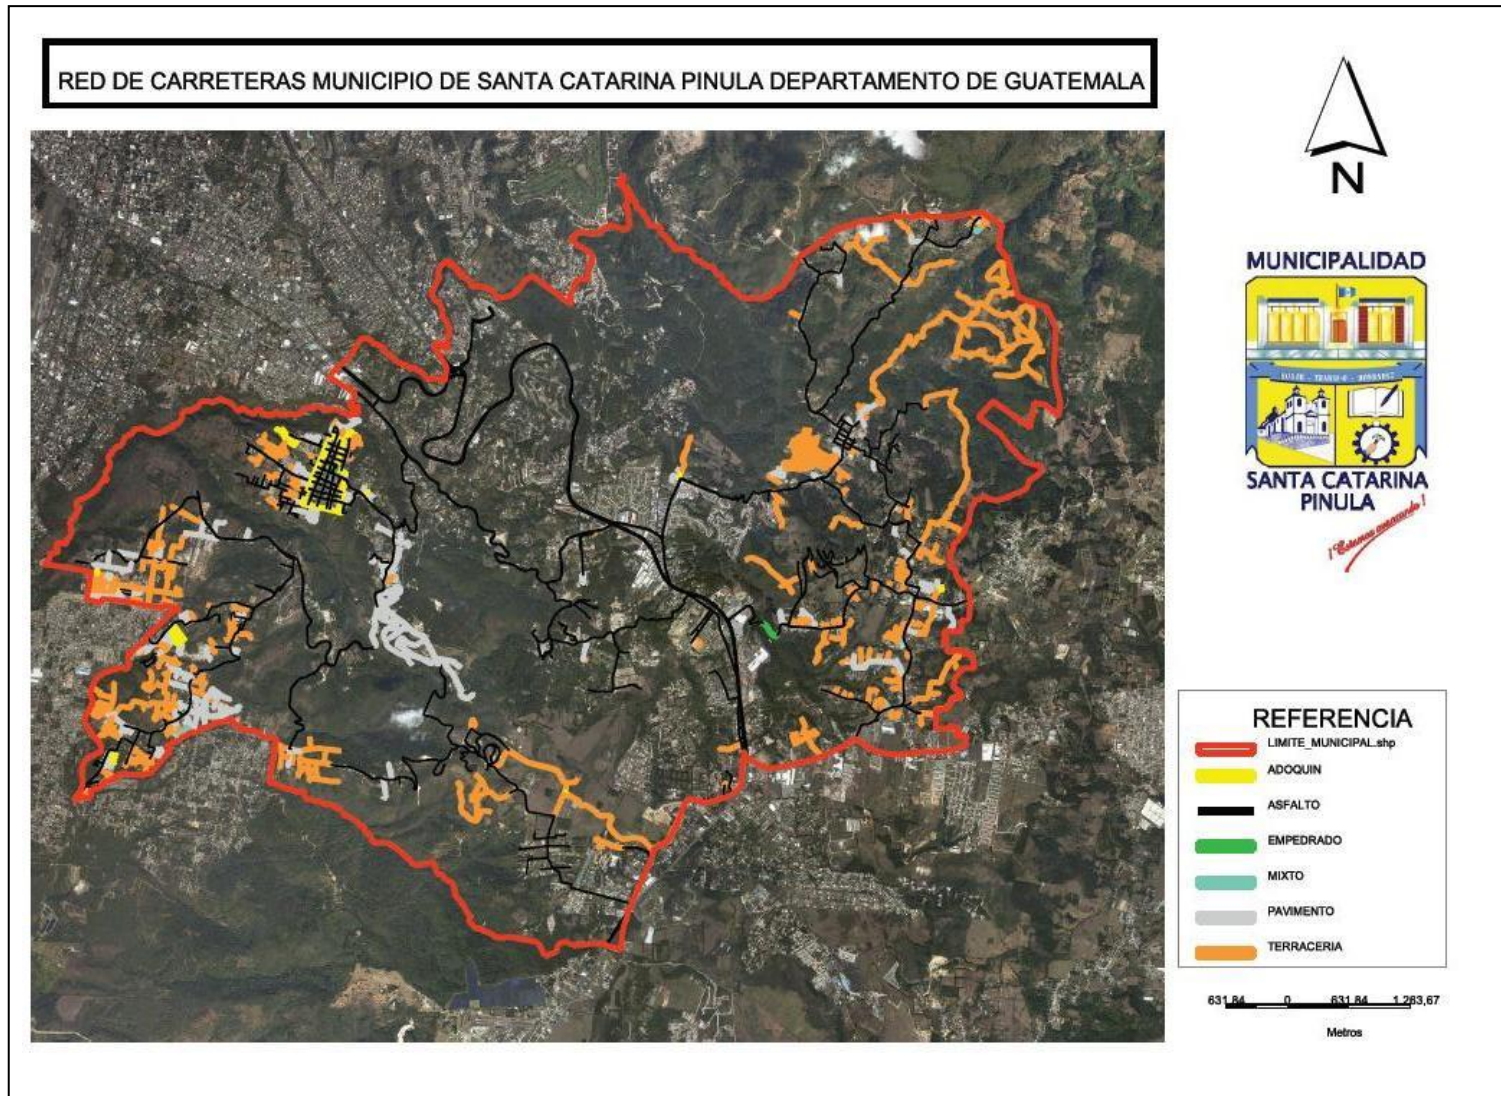 RED DE CARRETERAS MUNICIPIO DE SANTA CATARINA PINULA DEPARTAMENTO DE GUATEMALA
N
MUNICIPALIDAD
SANTA CATARINA
PINULA
REFERENCIA
LIMITE_MUNICIPAL.shp
ADOQUIN
ASFALTO
EMPEDRADO
MIXTO
PAVIMENTO
TERRACERIA
631,84 0 631,84 1.263,67
Metros